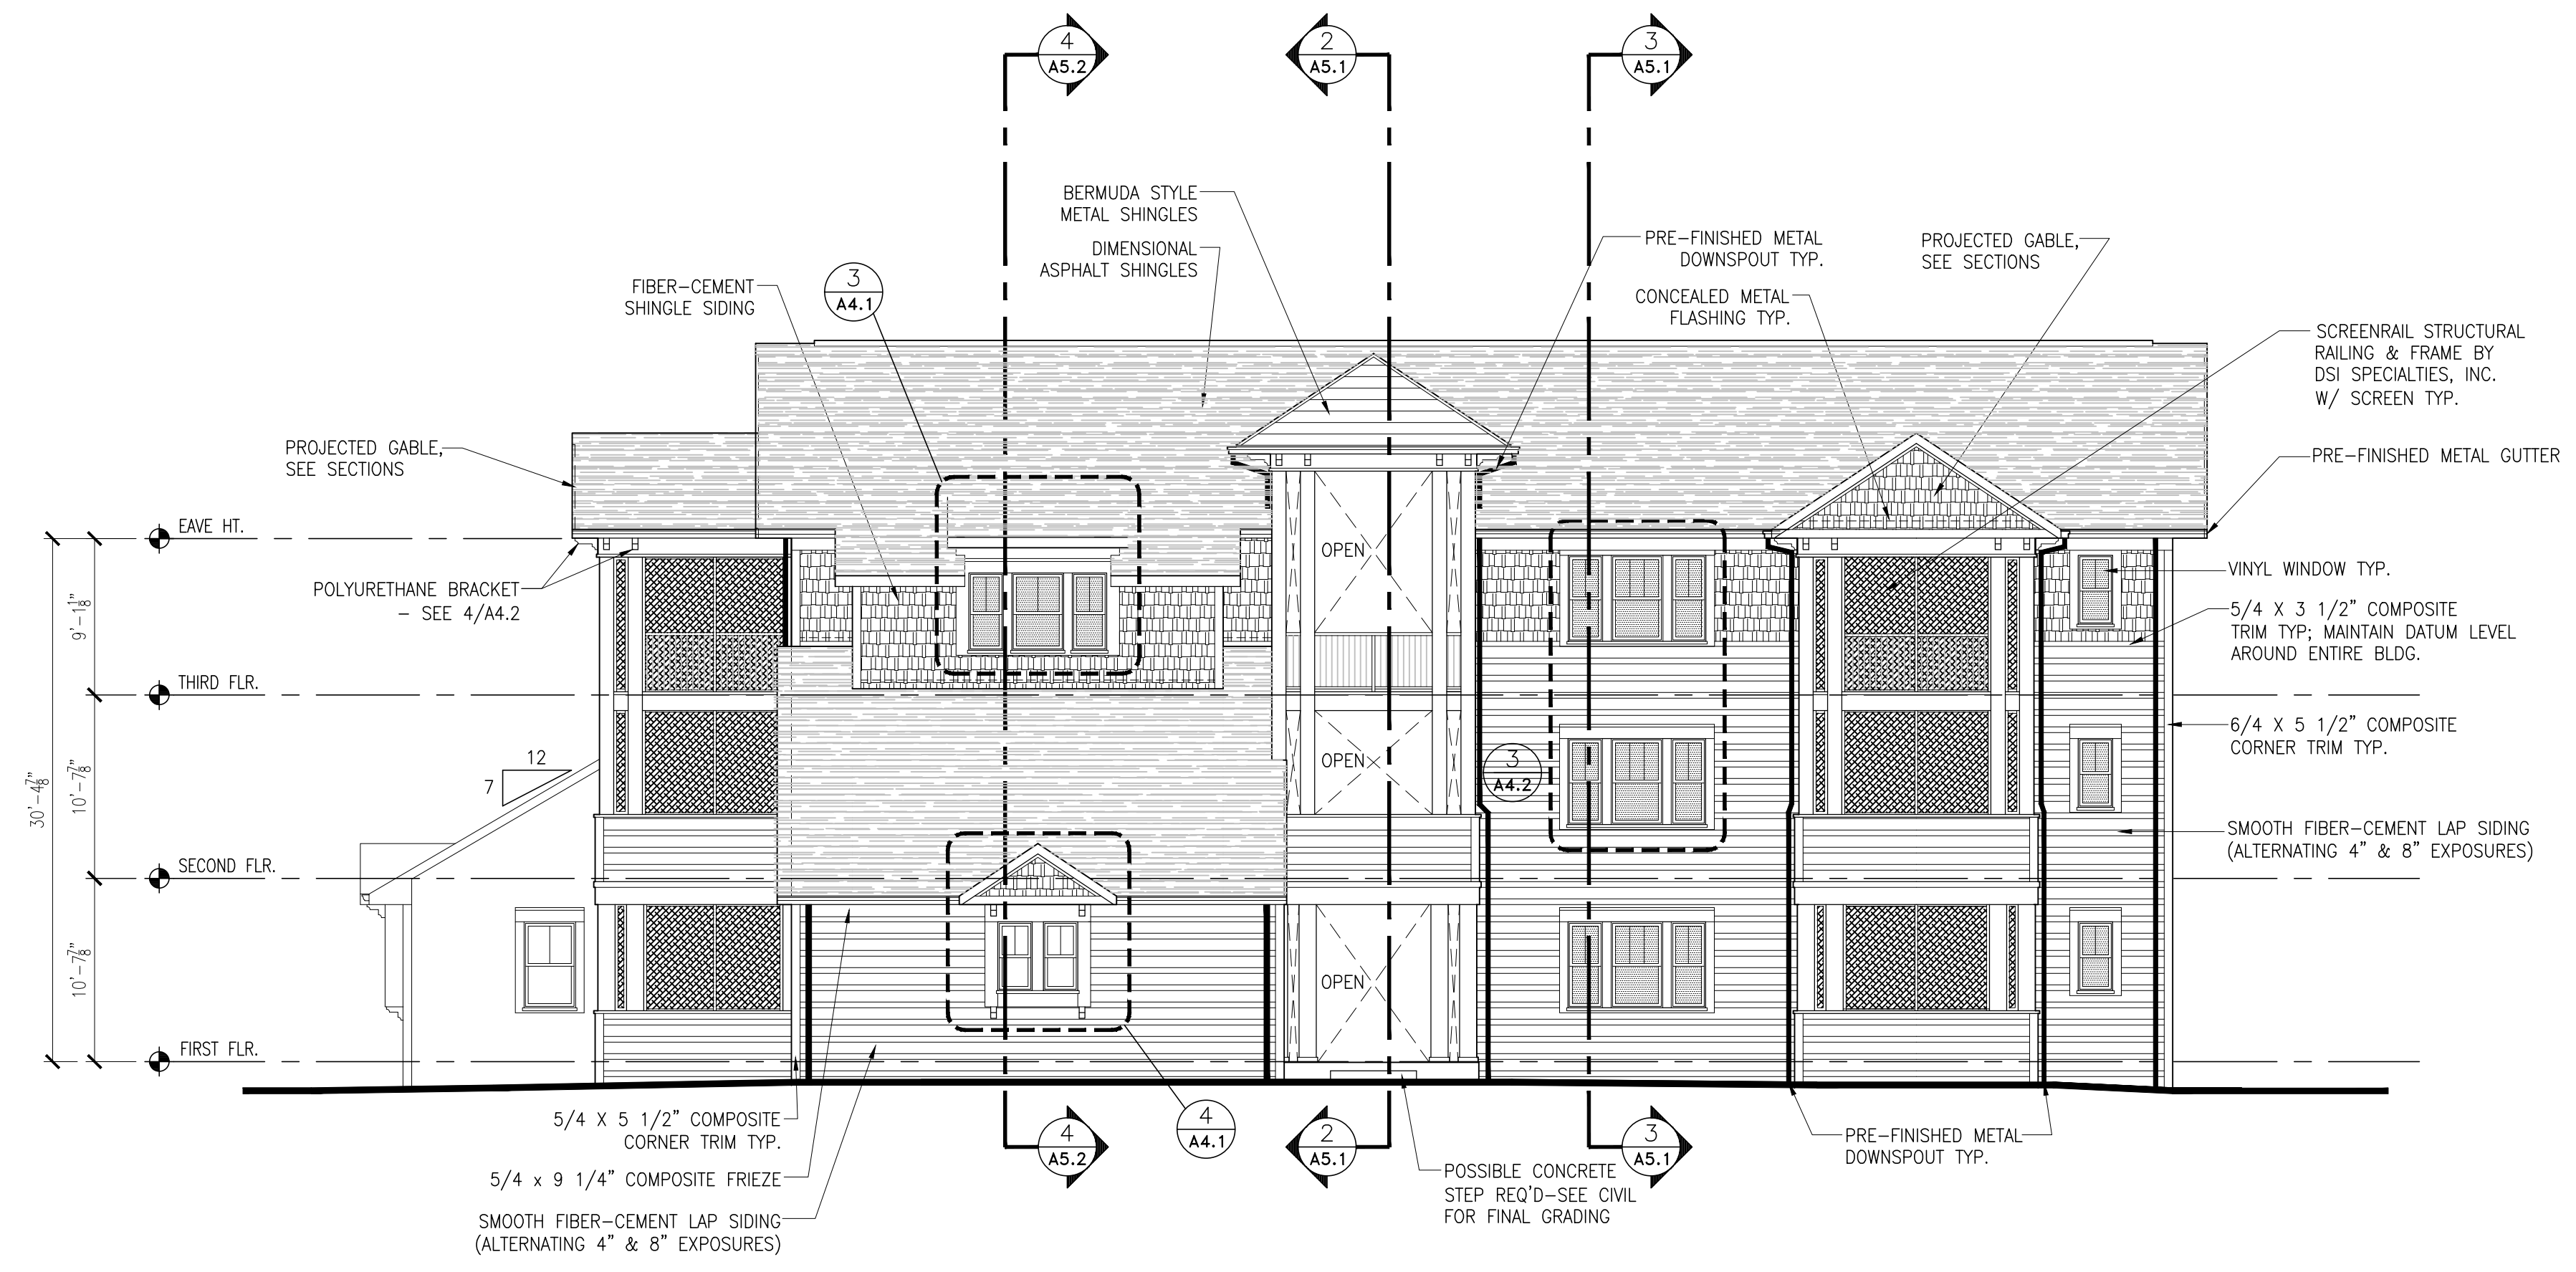 4
A5.2
2
A5.1
3
A5.1
BERMUDA STYLE
METAL SHINGLES
DIMENSIONAL
ASPHALT SHINGLES
PRE-FINISHED METAL
DOWNSPOUT TYP.
PROJECTED GABLE,
SEE SECTIONS
FIBER-CEMENT
SHINGLE SIDING
3
A4.1
CONCEALED METAL
FLASHING TYP.
SCREENRAIL STRUCTURAL
RAILING & FRAME BY
DSI SPECIALTIES, INC.
W/ SCREEN TYP.
PROJECTED GABLE,
SEE SECTIONS
PRE-FINISHED METAL GUTTER
EAVE HT.
OPEN
POLYURETHANE BRACKET
- SEE 4/A4.2
VINYL WINDOW TYP.
5/4 X 3 1/2" COMPOSITE
TRIM TYP; MAINTAIN DATUM LEVEL
AROUND ENTIRE BLDG.
9'-1 1/8"
THIRD FLR.
6/4 X 5 1/2" COMPOSITE
CORNER TRIM TYP.
12
7
OPEN
3
A4.2
30'-4 7/8"
10'-7 7/8"
SMOOTH FIBER-CEMENT LAP SIDING
(ALTERNATING 4" & 8" EXPOSURES)
SECOND FLR.
10'-7 7/8"
OPEN
FIRST FLR.
5/4 X 5 1/2" COMPOSITE
CORNER TRIM TYP.
4
A4.1
4
A5.2
2
A5.1
3
A5.1
PRE-FINISHED METAL
DOWNSPOUT TYP.
5/4 x 9 1/4" COMPOSITE FRIEZE
POSSIBLE CONCRETE
STEP REQ'D-SEE CIVIL
FOR FINAL GRADING
SMOOTH FIBER-CEMENT LAP SIDING
(ALTERNATING 4" & 8" EXPOSURES)